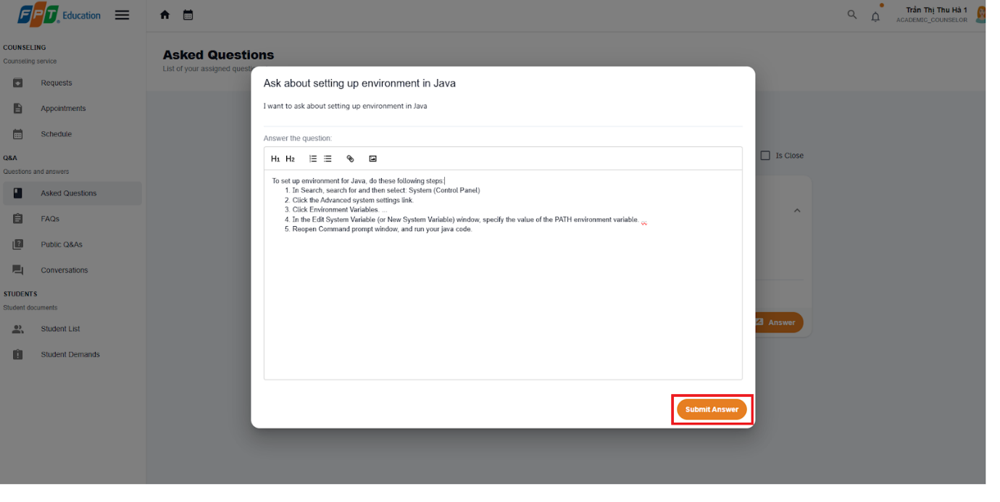 FPT Education
Trần Thị Thu Hà 1
ACADEMIC_COUNSELOR
COUNSELING
Counseling service
Requests
Appointments
Schedule
Q&A
Questions and answers
Asked Questions
FAQs
Public Q&As
Conversations
STUDENTS
Student documents
Student List
Student Demands
Asked Questions
List of your assigned
Ask about setting up environment in Java
I want to ask about setting up environment in Java
Answer the question:
H1 H2
To set up environment for Java, do these following steps:
1. In Search, search for and then select: System (Control Panel)
2. Click the Advanced system settings link.
3. Click Environment Variables. ...
4. In the Edit System Variable (or New System Variable) window, specify the value of the PATH environment variable.
5. Reopen Command prompt window, and run your java code.
Submit Answer
Is Close
Answer